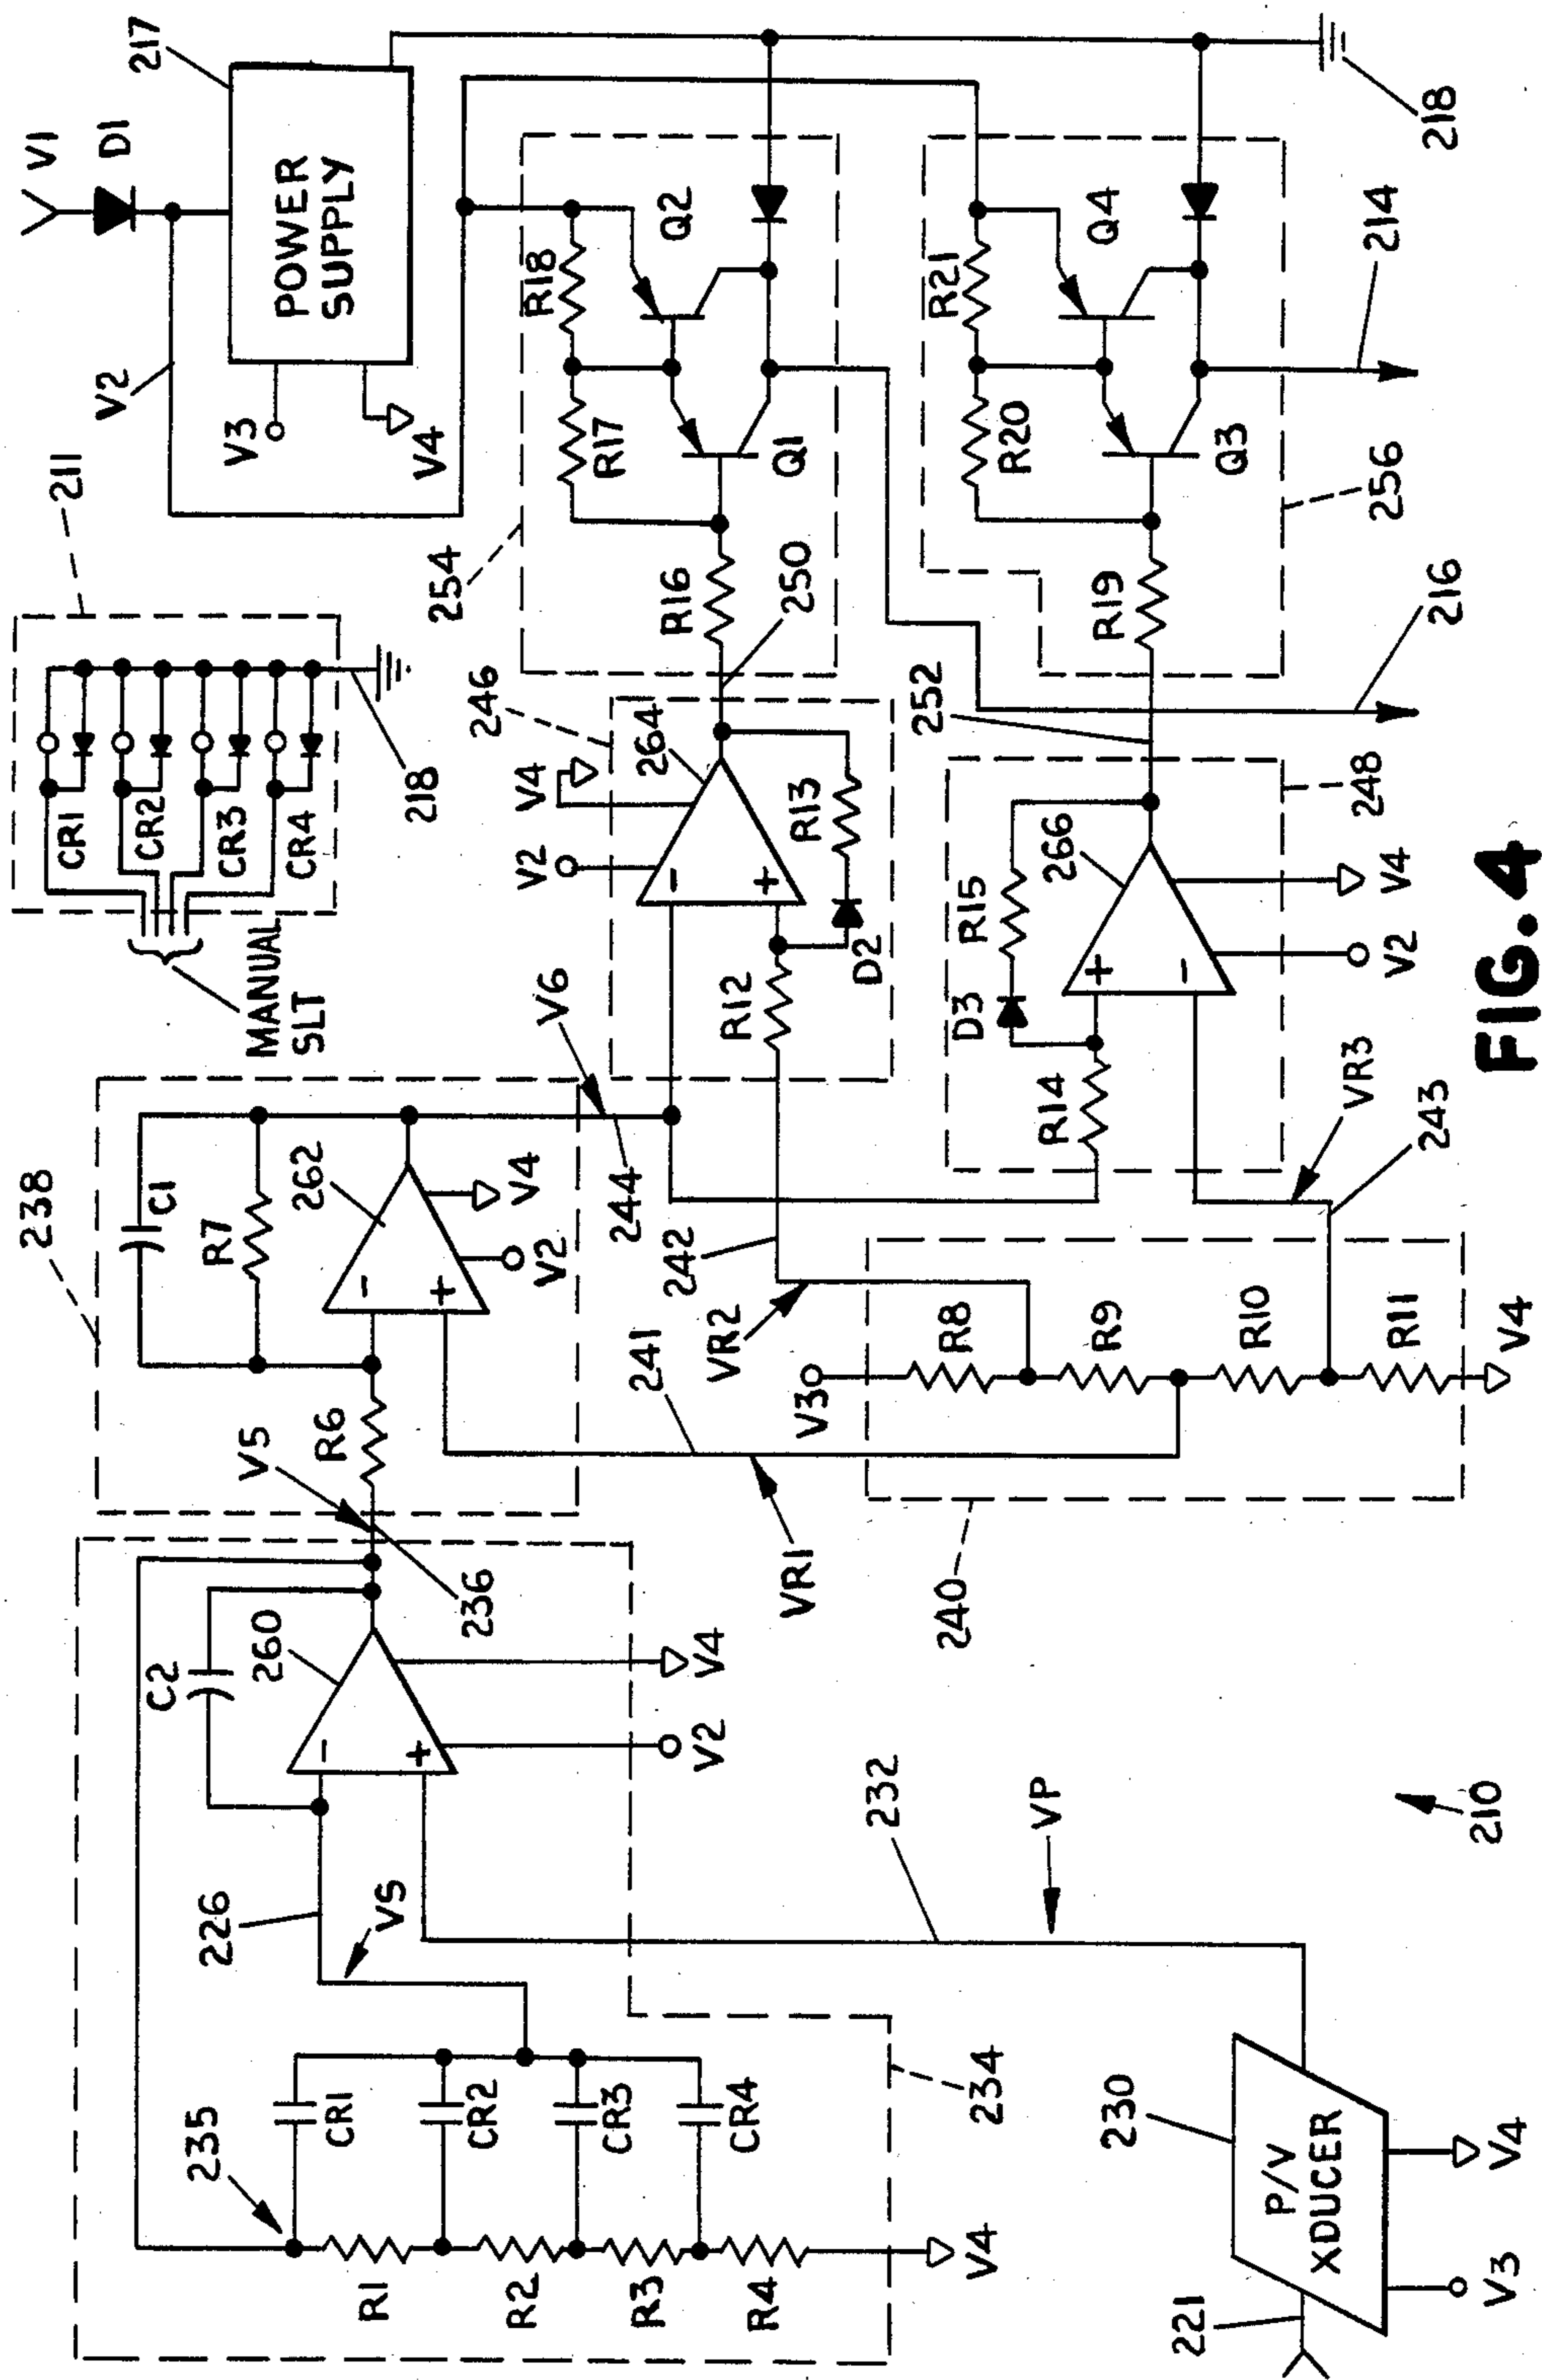 V1
D1
217
POWER
SUPPLY
V2
V3
V4
211
CR1
CR2
CR3
CR4
218
MANUAL
SLT
254
R18
Q2
R17
Q1
R16
250
R21
Q4
R20
Q3
R19
218
214
256
216
246
V4
264
V2
R13
R12
D2
252
248
266
R15
D3
R14
V4
V2
VR3
243
V6
244
238
C1
R7
262
V4
V2
R6
242
VR2
241
VR1
V3
R8
R9
R10
R11
V4
240
V5
236
C2
260
V4
V2
226
VS
232
VP
235
CR1
CR2
CR3
CR4
R1
R2
R3
R4
V4
234
230
P/V
XDUCER
221
V3
V4
210
FIG.4